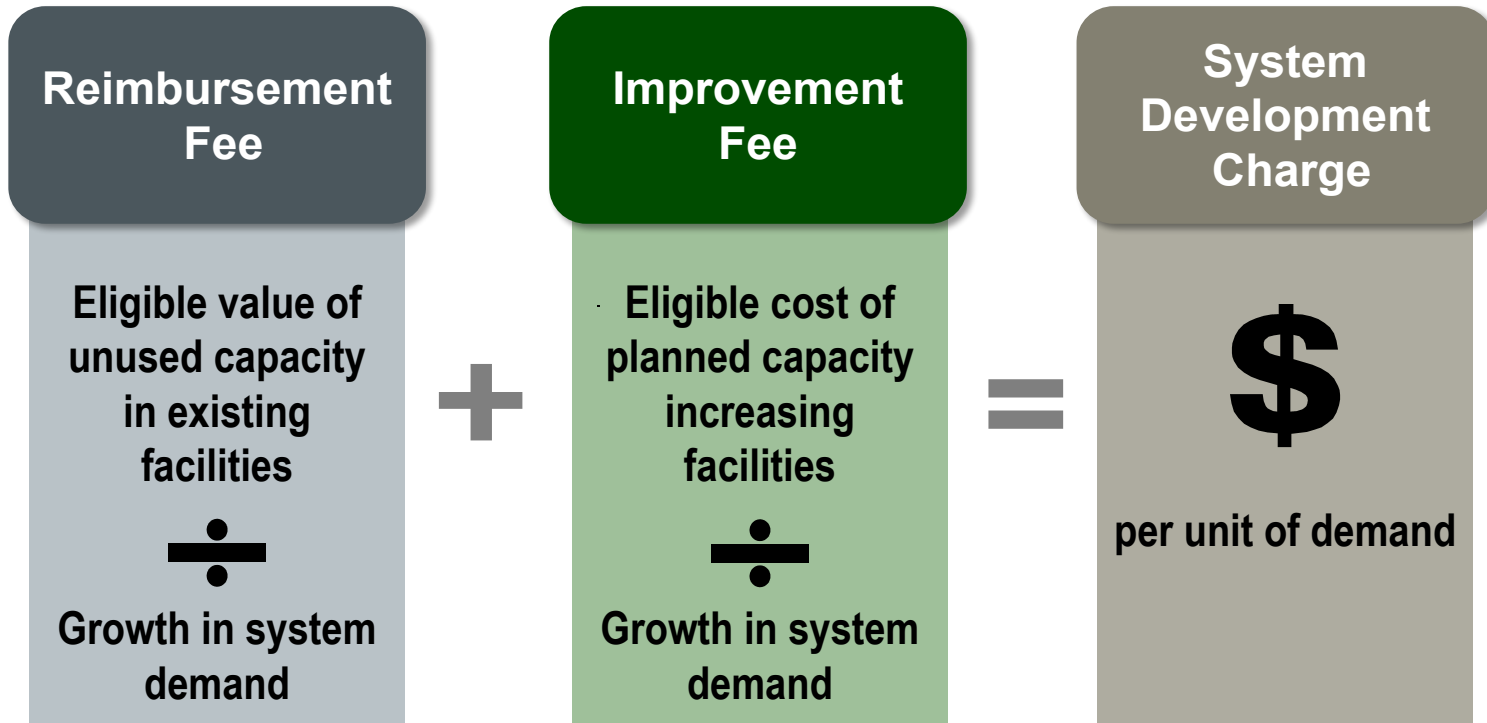 Reimbursement
Fee
Eligible value of
unused capacity
in existing
facilities
÷
Growth in system
demand
+
Improvement
Fee
Eligible cost of
planned capacity
increasing
facilities
÷
Growth in system
demand
=
System
Development
Charge
$
per unit of demand